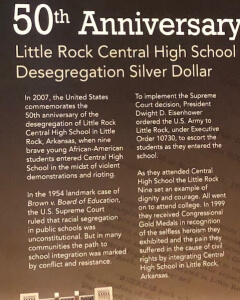 50th Anniversary
Little Rock Central High School
Desegregation Silver Dollar
In 2007, the United States
commemorates the
50th anniversary of the
desegregation of Little Rock
Central High School in Little
Rock, Arkansas, when nine
brave young African-American
students entered Central High
School in the midst of violent
demonstrations and rioting.
In the 1954 landmark case of
Brown v. Board of Education,
the U.S. Supreme Court
ruled that racial segregation
in public schools was
unconstitutional. But in many
communities the path to
school integration was marked
by conflict and resistance.
To implement the Supreme
Court decision, President
Dwight D. Eisenhower
ordered the U.S. Army to
Little Rock, under Executive
Order 10730, to escort the
students as they entered the
school.
As they attended Central
High School the Little Rock
Nine set an example of
dignity and courage. All went
on to attend college. In 1999
they received Congressional
Gold Medals in recognition
of the selfless heroism they
exhibited and the pain they
suffered in the cause of civil
rights by integrating Central
High School in Little Rock,
Arkansas.